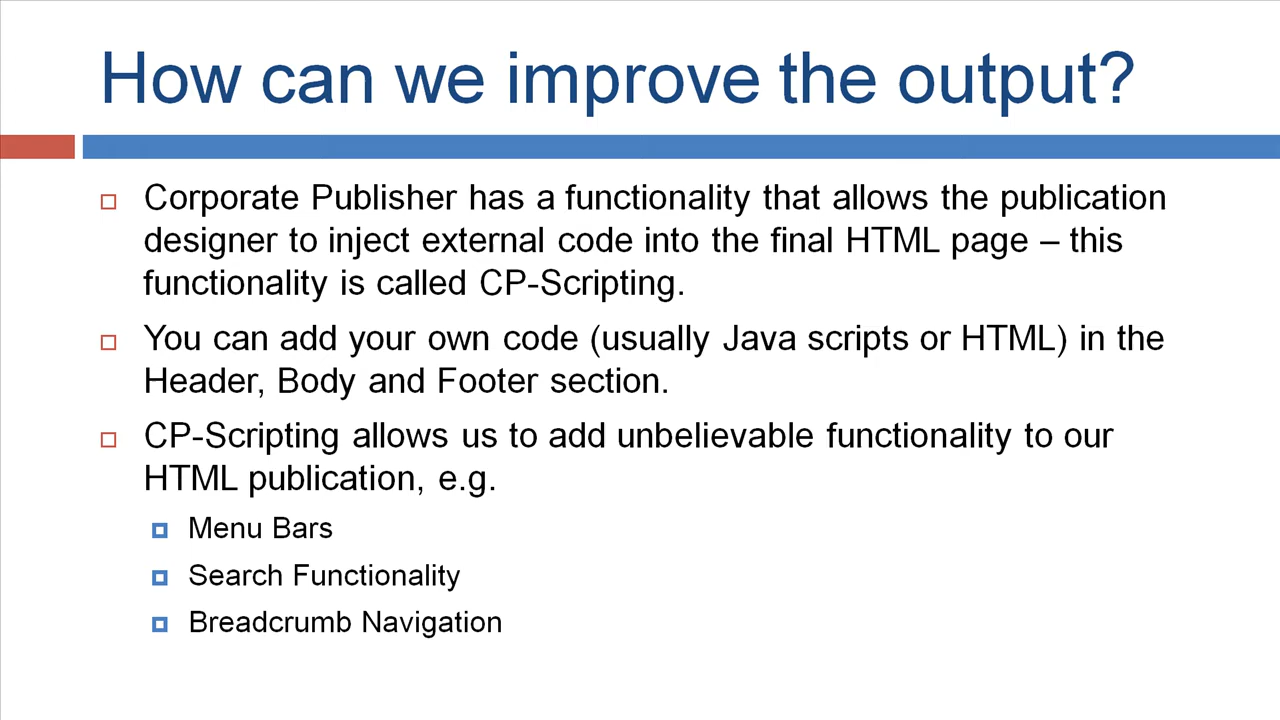 How can we improve the output?
Corporate Publisher has a functionality that allows the publication
designer to inject external code into the final HTML page – this
functionality is called CP-Scripting.
You can add your own code (usually Java scripts or HTML) in the
Header, Body and Footer section.
CP-Scripting allows us to add unbelievable functionality to our
HTML publication, e.g.
Menu Bars
Search Functionality
Breadcrumb Navigation